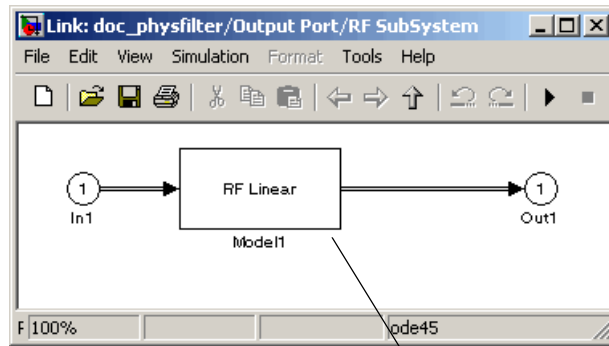 Link: doc_physfilter/Output Port/RF SubSystem
File Edit View Simulation Format Tools Help
1
RF Linear
1
In1
Out1
Model1
F 100%
ode45